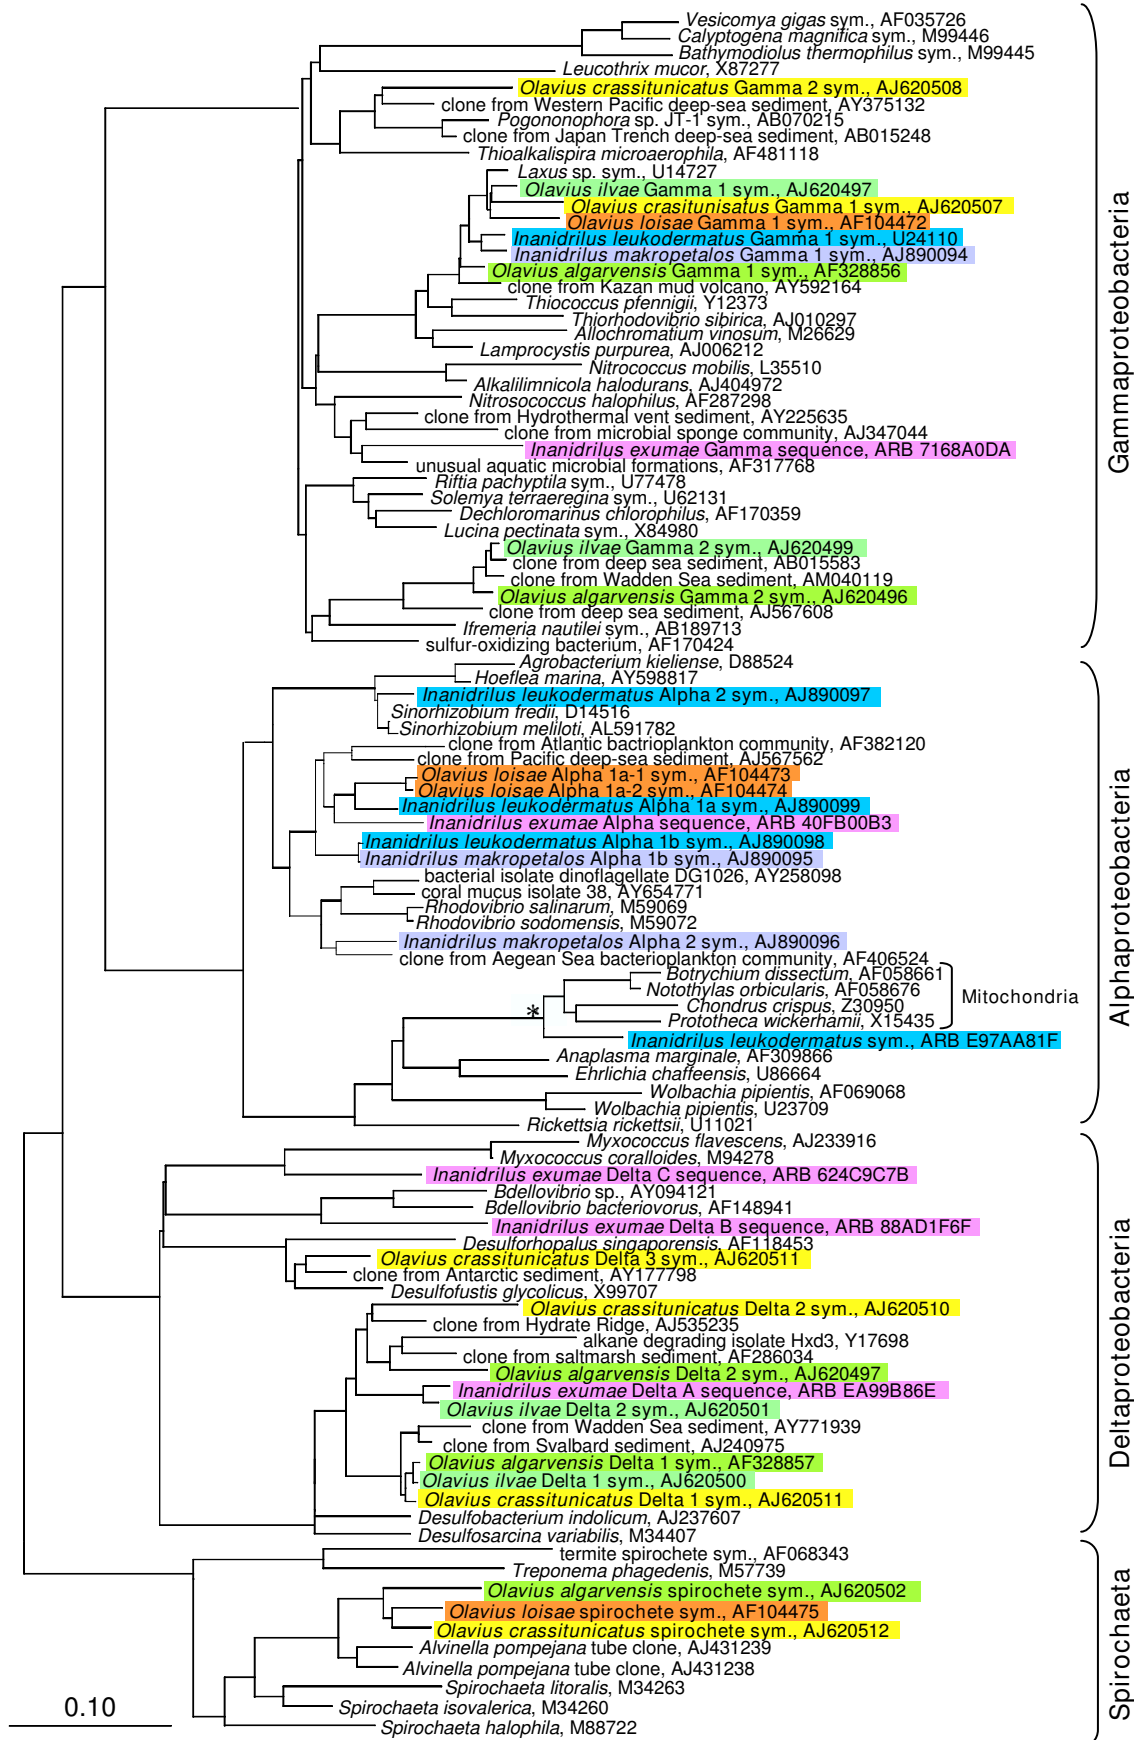 Vesicomya gigas sym., AF035726
Calyptogena magnifica sym., M99446
Bathymodiolus thermophilus sym., M99445
Leucothrix mucor, X87277
Olavius crassitunicatus Gamma 2 sym., AJ620508
clone from Western Pacific deep-sea sediment, AY375132
Pogononophora sp. JT-1 sym., AB070215
clone from Japan Trench deep-sea sediment, AB015248
Thioalkalispira microaerophila, AF481118
Laxus sp. sym., U14727
Olavius ilvae Gamma 1 sym., AJ620497
Olavius crasitunisatus Gamma 1 sym., AJ620507
Olavius loisae Gamma 1 sym., AF104472
Inanidrilus leukodermatus Gamma 1 sym., U24110
Inanidrilus makropetalos Gamma 1 sym., AJ890094
Olavius algarvensis Gamma 1 sym., AF328856
clone from Kazan mud volcano, AY592164
Thiococcus pfennigii, Y12373
Thiorhodovibrio sibirica, AJ010297
Allochromatium vinosum, M26629
Lamprocystis purpurea, AJ006212
Nitrococcus mobilis, L35510
Alkalilimnicola halodurans, AJ404972
Nitrosococcus halophilus, AF287298
clone from Hydrothermal vent sediment, AY225635
clone from microbial sponge community, AJ347044
Inanidrilus exumae Gamma sequence, ARB 7168A0DA
unusual aquatic microbial formations, AF317768
Riftia pachyptila sym., U77478
Solemya terraeregina sym., U62131
Dechloromarinus chlorophilus, AF170359
Lucina pectinata sym., X84980
Olavius ilvae Gamma 2 sym., AJ620499
clone from deep sea sediment, AB015583
clone from Wadden Sea sediment, AM040119
Olavius algarvensis Gamma 2 sym., AJ620496
clone from deep sea sediment, AJ567608
Ifremeria nautilei sym., AB189713
sulfur-oxidizing bacterium, AF170424
Gammaproteobacteria
Agrobacterium kieliense, D88524
Hoeflea marina, AY598817
Inanidrilus leukodermatus Alpha 2 sym., AJ890097
Sinorhizobium fredii, D14516
Sinorhizobium meliloti, AL591782
clone from Atlantic bactrioplankton community, AF382120
clone from Pacific deep-sea sediment, AJ567562
Olavius loisae Alpha 1a-1 sym., AF104473
Olavius loisae Alpha 1a-2 sym., AF104474
Inanidrilus leukodermatus Alpha 1a sym., AJ890099
Inanidrilus exumae Alpha sequence, ARB 40FB00B3
Inanidrilus leukodermatus Alpha 1b sym., AJ890098
Inanidrilus makropetalos Alpha 1b sym., AJ890095
bacterial isolate dinoflagellate DG1026, AY258098
coral mucus isolate 38, AY654771
Rhodovibrio salinarum, M59069
Rhodovibrio sodomensis, M59072
Inanidrilus makropetalos Alpha 2 sym., AJ890096
clone from Aegean Sea bacterioplankton community, AF406524
Botrychium dissectum, AF058661
Notothylas orbicularis, AF058676
Chondrus crispus, Z30950
Prototheca wickerhamii, X15435
Mitochondria
*
Inanidrilus leukodermatus sym., ARB E97AA81F
Anaplasma marginale, AF309866
Ehrlichia chaffeensis, U86664
Wolbachia pipientis, AF069068
Wolbachia pipientis, U23709
Rickettsia rickettsii, U11021
Alphaproteobacteria
Myxococcus flavescens, AJ233916
Myxococcus coralloides, M94278
Inanidrilus exumae Delta C sequence, ARB 624C9C7B
Bdellovibrio sp., AY094121
Bdellovibrio bacteriovorus, AF148941
Inanidrilus exumae Delta B sequence, ARB 88AD1F6F
Desulforhopalus singaporensis, AF118453
Olavius crassitunicatus Delta 3 sym., AJ620511
clone from Antarctic sediment, AY177798
Desulfofustis glycolicus, X99707
Olavius crassitunicatus Delta 2 sym., AJ620510
clone from Hydrate Ridge, AJ535235
alkane degrading isolate Hxd3, Y17698
clone from saltmarsh sediment, AF286034
Olavius algarvensis Delta 2 sym., AJ620497
Inanidrilus exumae Delta A sequence, ARB EA99B86E
Olavius ilvae Delta 2 sym., AJ620501
clone from Wadden Sea sediment, AY771939
clone from Svalbard sediment, AJ240975
Olavius algarvensis Delta 1 sym., AF328857
Olavius ilvae Delta 1 sym., AJ620500
Olavius crassitunicatus Delta 1 sym., AJ620511
Desulfobacterium indolicum, AJ237607
Desulfosarcina variabilis, M34407
Deltaproteobacteria
termite spirochete sym., AF068343
Treponema phagedenis, M57739
Olavius algarvensis spirochete sym., AJ620502
Olavius loisae spirochete sym., AF104475
Olavius crassitunicatus spirochete sym., AJ620512
Alvinella pompejana tube clone, AJ431239
Alvinella pompejana tube clone, AJ431238
Spirochaeta litoralis, M34263
Spirochaeta isovalerica, M34260
Spirochaeta halophila, M88722
Spirochaeta
0.10